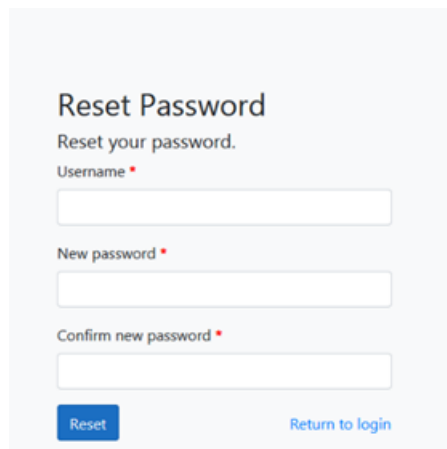 Reset Password
Reset your password.
Username *
New password *
Confirm new password *
Reset Return to login